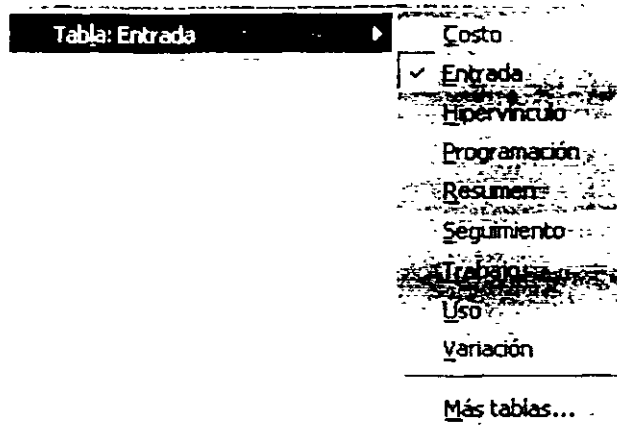 Tabla: Entrada
Costo
Entrada
Hipervínculo
Programación
Resumen
Seguimiento
Trabajo
Uso
Variación
Más tablas...